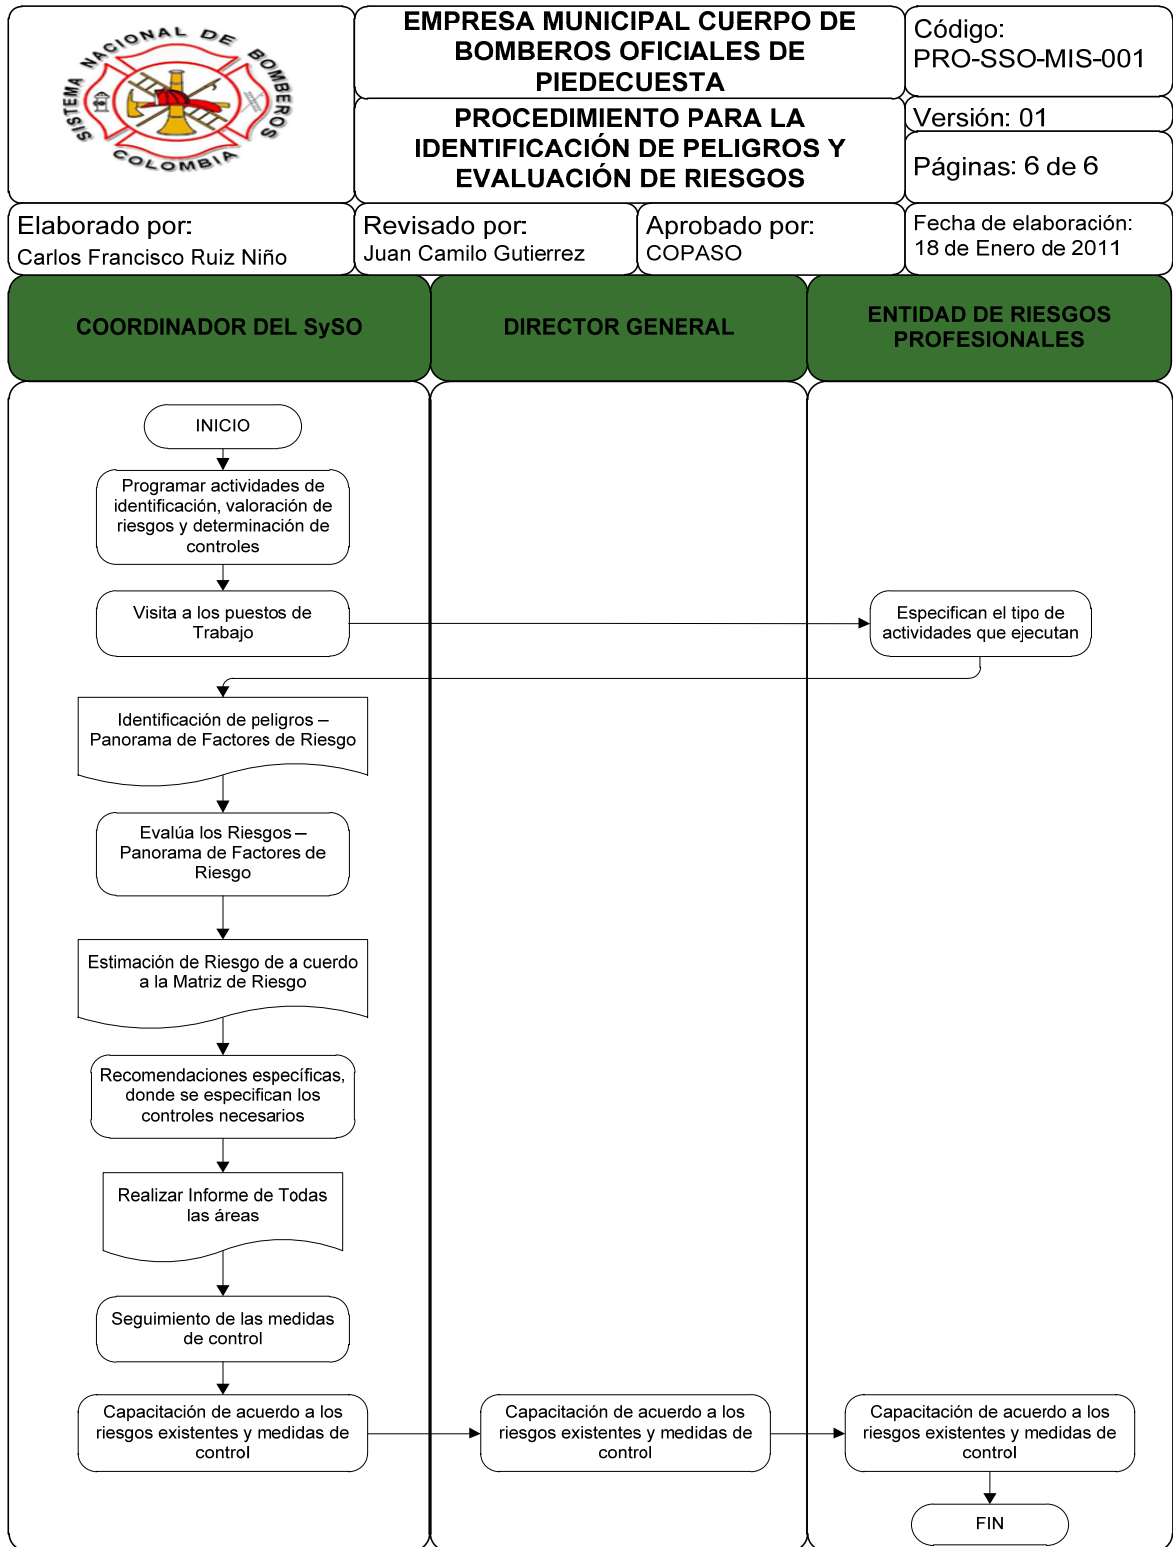 SISTEMA NACIONAL DE BOMBEROS
COLOMBIA
EMPRESA MUNICIPAL CUERPO DE
BOMBEROS OFICIALES DE
PIEDECUESTA
PROCEDIMIENTO PARA LA
IDENTIFICACIÓN DE PELIGROS Y
EVALUACIÓN DE RIESGOS
Código:
PRO-SSO-MIS-001
Versión: 01
Páginas: 6 de 6
Elaborado por:
Carlos Francisco Ruiz Niño
Revisado por:
Juan Camilo Gutierrez
Aprobado por:
COPASO
Fecha de elaboración:
18 de Enero de 2011
COORDINADOR DEL SySO
DIRECTOR GENERAL
ENTIDAD DE RIESGOS
PROFESIONALES
INICIO
Programar actividades de
identificación, valoración de
riesgos y determinación de
controles
Visita a los puestos de
Trabajo
Especifican el tipo de
actividades que ejecutan
Identificación de peligros –
Panorama de Factores de Riesgo
Evalúa los Riesgos –
Panorama de Factores de
Riesgo
Estimación de Riesgo de a cuerdo
a la Matriz de Riesgo
Recomendaciones específicas,
donde se especifican los
controles necesarios
Realizar Informe de Todas
las áreas
Seguimiento de las medidas
de control
Capacitación de acuerdo a los
riesgos existentes y medidas de
control
Capacitación de acuerdo a los
riesgos existentes y medidas de
control
Capacitación de acuerdo a los
riesgos existentes y medidas de
control
FIN